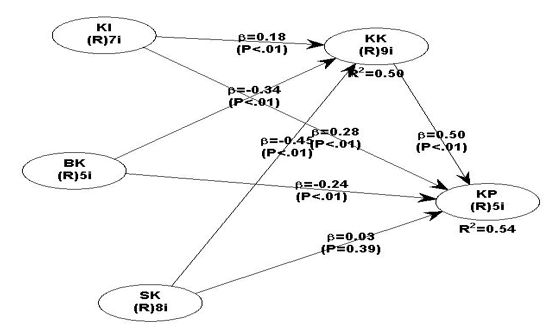 KI
(R)7i
β=0.18
(P<.01)
KK
(R)9i
R²=0.50
β=-0.34
(P<.01)
β=-0.45
(P<.01)
β=0.28
(P<.01)
β=0.50
(P<.01)
BK
(R)5i
β=-0.24
(P<.01)
KP
(R)5i
R²=0.54
β=0.03
(P=0.39)
SK
(R)8i